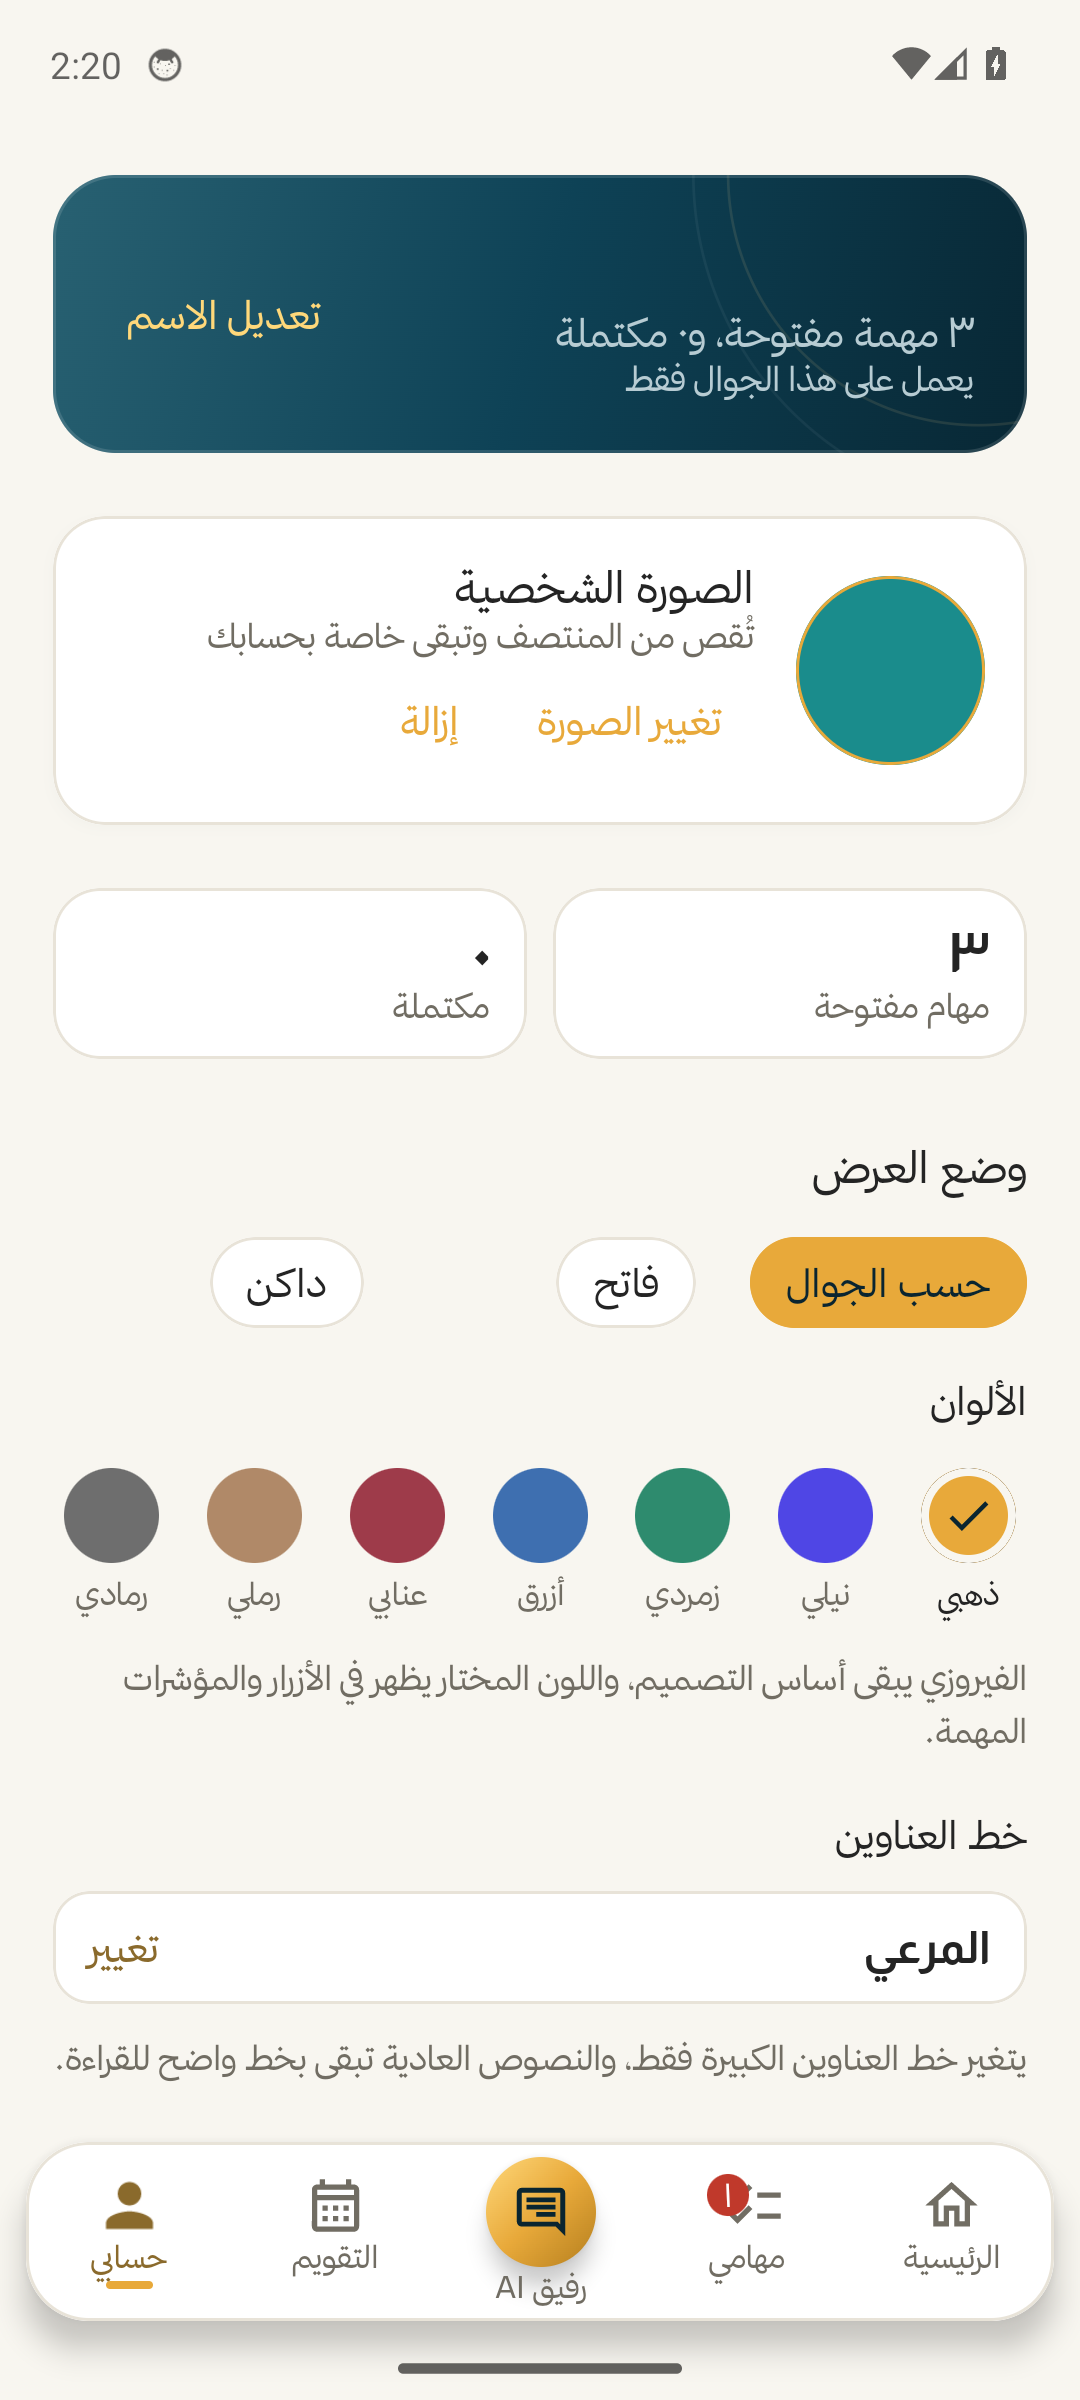 2:20
تعديل الاسم
٣ مهمة مفتوحة، و٠ مكتملة
يعمل على هذا الجوال فقط
الصورة الشخصية
تُقص من المنتصف وتبقى خاصة بحسابك
تغيير الصورة
إزالة
٣
مهام مفتوحة
٠
مكتملة
وضع العرض
حسب الجوال
فاتح
داكن
الألوان
ذهبي
نيلي
زمردي
أزرق
عنابي
رملي
رمادي
الفيروزي يبقى أساس التصميم، واللون المختار يظهر في الأزرار والمؤشرات
المهمة.
خط العناوين
المرعي
تغيير
يتغير خط العناوين الكبيرة فقط، والنصوص العادية تبقى بخط واضح للقراءة.
الرئيسية
١
مهامي
رفيق AI
التقويم
حسابي